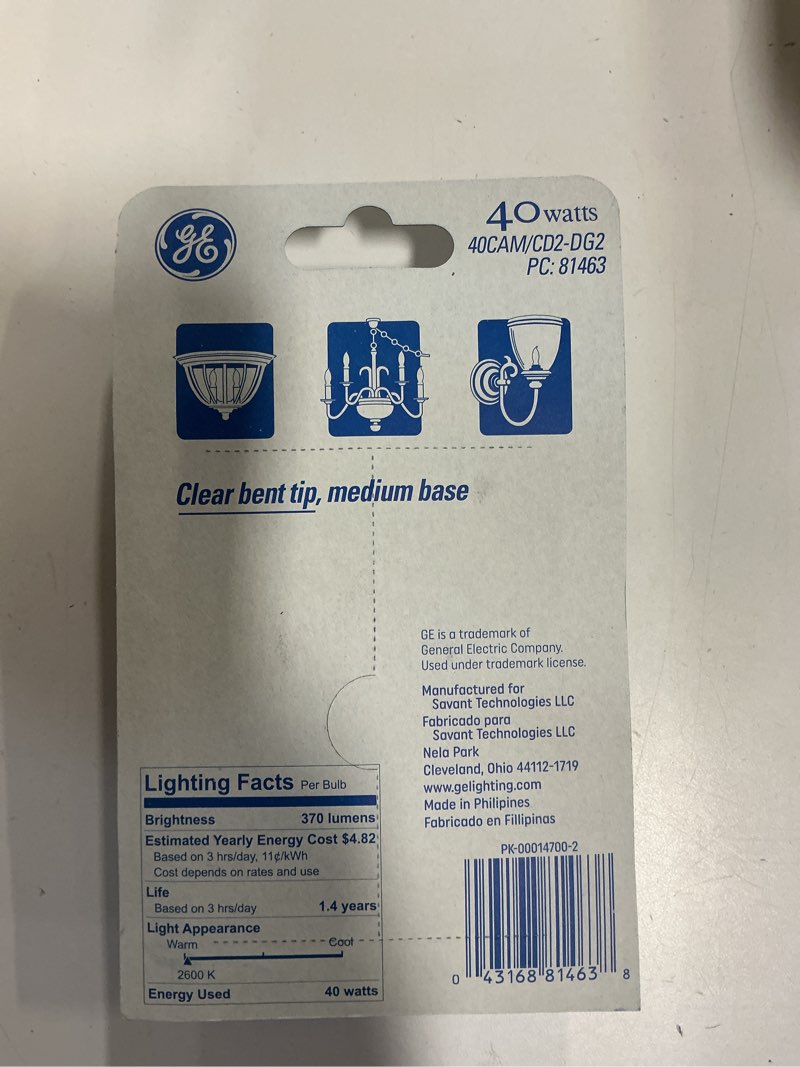 GE
40 watts
40CAM/CD2-DG2
PC: 81463
Clear bent tip, medium base
GE is a trademark of
General Electric Company.
Used under trademark license.
Manufactured for
Savant Technologies LLC
Fabricado para
Savant Technologies LLC
Nela Park
Cleveland, Ohio 44112-1719
www.gelighting.com
Made in Philipines
Fabricado en Fillipinas
PK-00014700-2
0 43168 81463 8
Lighting Facts Per Bulb
Brightness 370 lumens
Estimated Yearly Energy Cost $4.82
Based on 3 hrs/day, 11¢/kWh
Cost depends on rates and use
Life
Based on 3 hrs/day 1.4 years
Light Appearance
Warm Cool
2600 K
Energy Used 40 watts